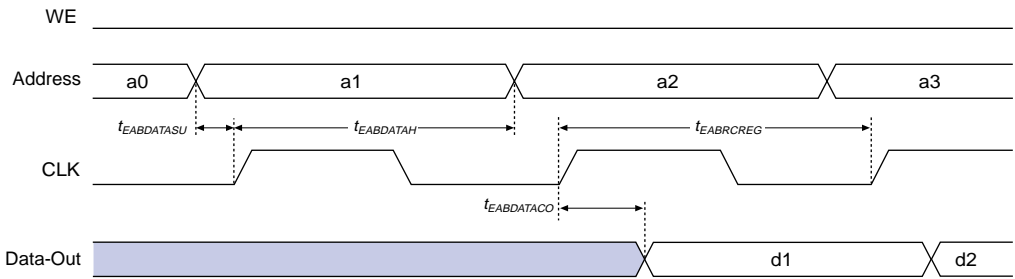 WE
Address a0 a1 a2 a3
tEABDATASU tEABDATAH tEABRCREG
CLK
tEABDATACO
Data-Out d1 d2